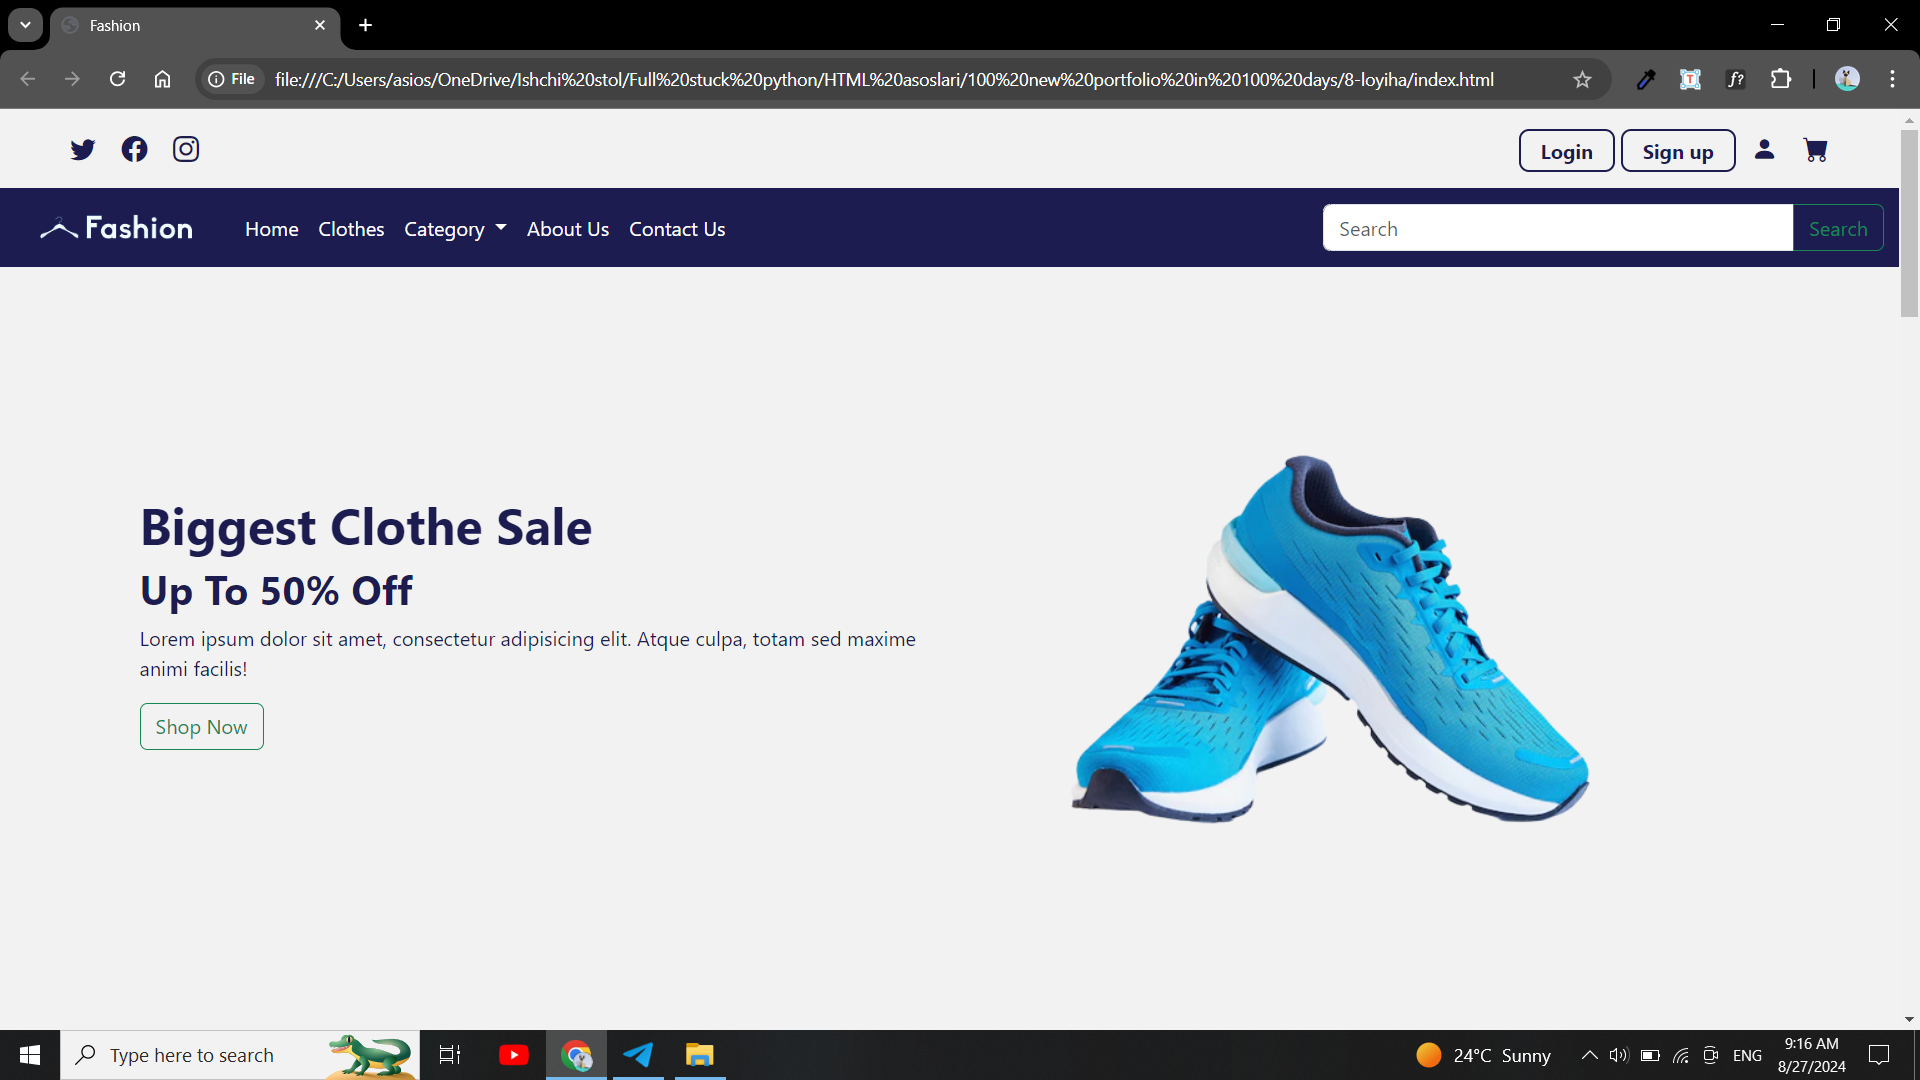 Fashion
File
file:///C:/Users/asios/OneDrive/Ishchi%20stol/Full%20stuck%20python/HTML%20asoslari/100%20new%20portfolio%20in%20100%20days/8-loyiha/index.html
Login
Sign up
Fashion
Home
Clothes
Category
About Us
Contact Us
Search
Search
Biggest Clothe Sale
Up To 50% Off
Lorem ipsum dolor sit amet, consectetur adipisicing elit. Atque culpa, totam sed maxime
animi facilis!
Shop Now
Type here to search
24°C Sunny
ENG
9:16 AM
8/27/2024